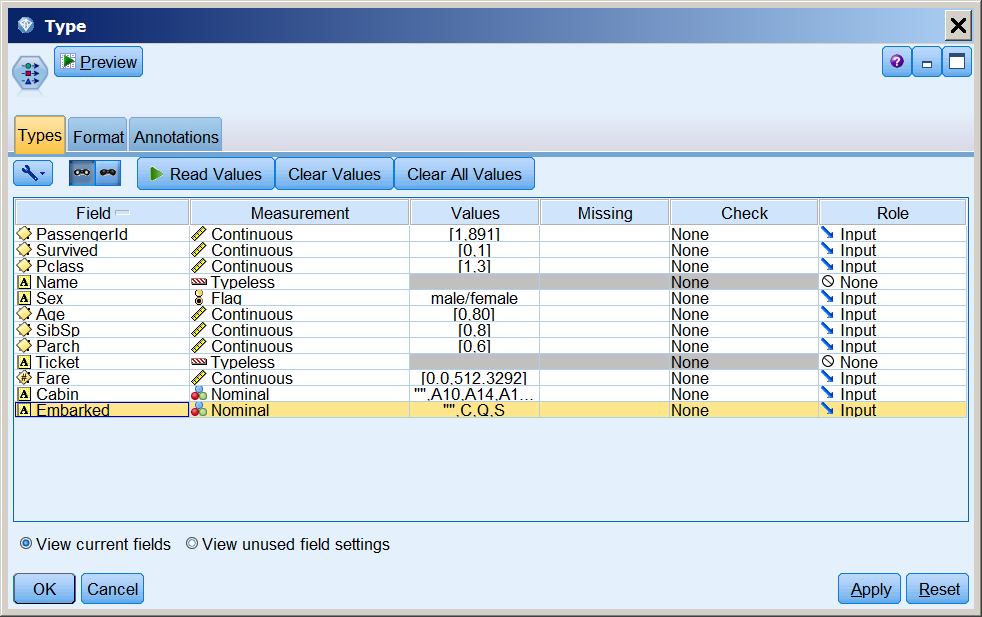 Type
Preview
Types Format Annotations
Read Values Clear Values Clear All Values
Field Measurement Values Missing Check Role
PassengerId Continuous [1,891] None Input
Survived Continuous [0,1] None Input
Pclass Continuous [1,3] None Input
A Name Typeless None None
A Sex Flag male/female None Input
Age Continuous [0,80] None Input
SibSp Continuous [0,8] None Input
Parch Continuous [0,6] None Input
A Ticket Typeless None None
# Fare Continuous [0.0,512.3292] None Input
A Cabin Nominal "",A10,A14,A1... None Input
A Embarked Nominal "",C,Q,S None Input
View current fields View unused field settings
OK Cancel Apply Reset